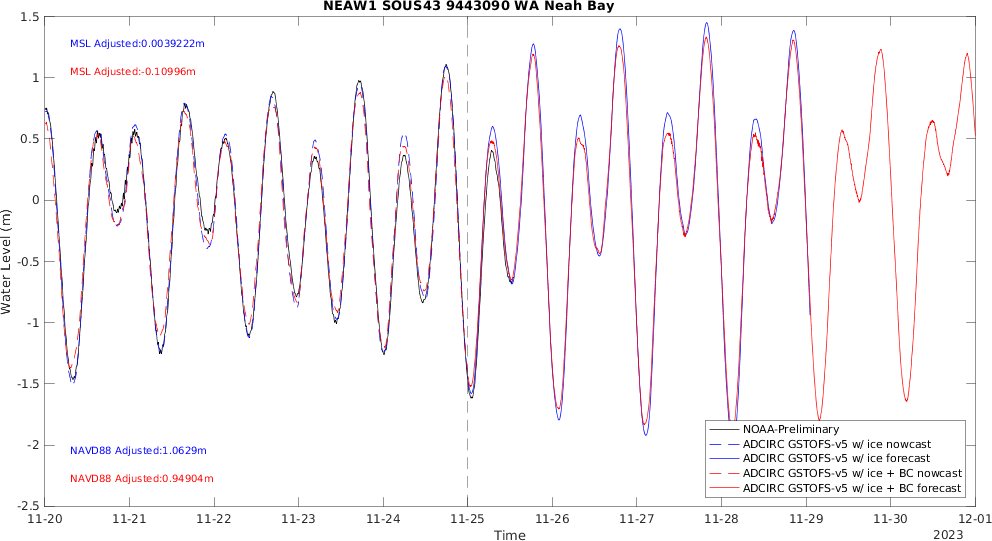 NEAW1 SOUS43 9443090 WA Neah Bay
1.5
MSL Adjusted:0.0039222m
MSL Adjusted:-0.10996m
1
0.5
0
-0.5
-1
-1.5
-2
-2.5
Water Level (m)
NAVD88 Adjusted:1.0629m
NAVD88 Adjusted:0.94904m
NOAA-Preliminary
ADCIRC GSTOFS-v5 w/ ice nowcast
ADCIRC GSTOFS-v5 w/ ice forecast
ADCIRC GSTOFS-v5 w/ ice + BC nowcast
ADCIRC GSTOFS-v5 w/ ice + BC forecast
11-20 11-21 11-22 11-23 11-24 11-25 11-26 11-27 11-28 11-29 11-30 12-01
Time
2023